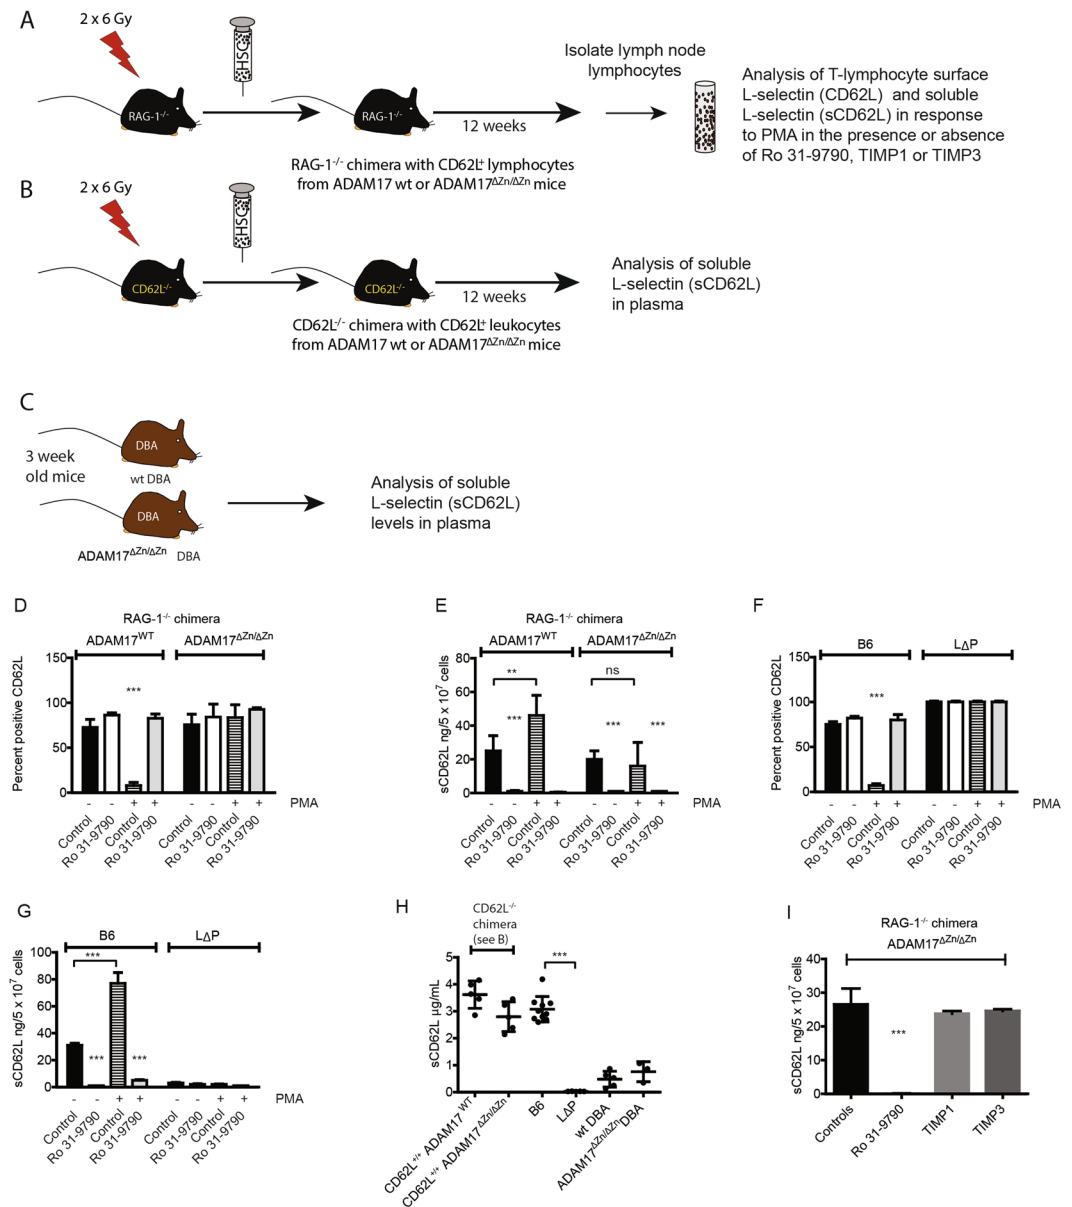 A
2 x 6 Gy
HSC
RAG-1-/-
RAG-1-/-
12 weeks
Isolate lymph node
lymphocytes
Analysis of T-lymphocyte surface
L-selectin (CD62L) and soluble
L-selectin (sCD62L) in response
to PMA in the presence or absence
of Ro 31-9790, TIMP1 or TIMP3
RAG-1-/- chimera with CD62L+ lymphocytes
from ADAM17 wt or ADAM17ΔZn/ΔZn mice
B
2 x 6 Gy
HSC
CD62L-/-
CD62L-/-
12 weeks
Analysis of soluble
L-selectin (sCD62L)
in plasma
CD62L-/- chimera with CD62L+ leukocytes
from ADAM17 wt or ADAM17ΔZn/ΔZn mice
C
3 week
old mice
DBA
wt DBA
DBA
ADAM17ΔZn/ΔZn DBA
Analysis of soluble
L-selectin (sCD62L)
levels in plasma
D
RAG-1-/- chimera
ADAM17WT ADAM17ΔZn/ΔZn
Percent positive CD62L
150
100
50
0
***
- - + + - - + + PMA
Control Ro 31-9790 Control Ro 31-9790 Control Ro 31-9790 Control Ro 31-9790
E
RAG-1-/- chimera
ADAM17WT ADAM17ΔZn/ΔZn
sCD62L ng/5 x 10⁷ cells
80
60
40
20
0
** ns
*** *** ***
- - + + - - + + PMA
Control Ro 31-9790 Control Ro 31-9790 Control Ro 31-9790 Control Ro 31-9790
F
B6 LΔP
Percent positive CD62L
150
100
50
0
***
- - + + - - + + PMA
Control Ro 31-9790 Control Ro 31-9790 Control Ro 31-9790 Control Ro 31-9790
G
B6 LΔP
sCD62L ng/5 x 10⁷ cells
100
80
60
40
20
0
***
*** ***
- - + + - - + + PMA
Control Ro 31-9790 Control Ro 31-9790 Control Ro 31-9790 Control Ro 31-9790
H
CD62L-/-
chimera
(see B)
***
sCD62L µg/mL
5
4
3
2
1
0
CD62L+/+ ADAM17WT
CD62L+/+ ADAM17ΔZn/ΔZn
B6
LΔP
wt DBA
ADAM17ΔZn/ΔZnDBA
I
RAG-1-/- chimera
ADAM17ΔZn/ΔZn
sCD62L ng/5 x 10⁷ cells
40
30
20
10
0
***
Controls
Ro 31-9790
TIMP1
TIMP3